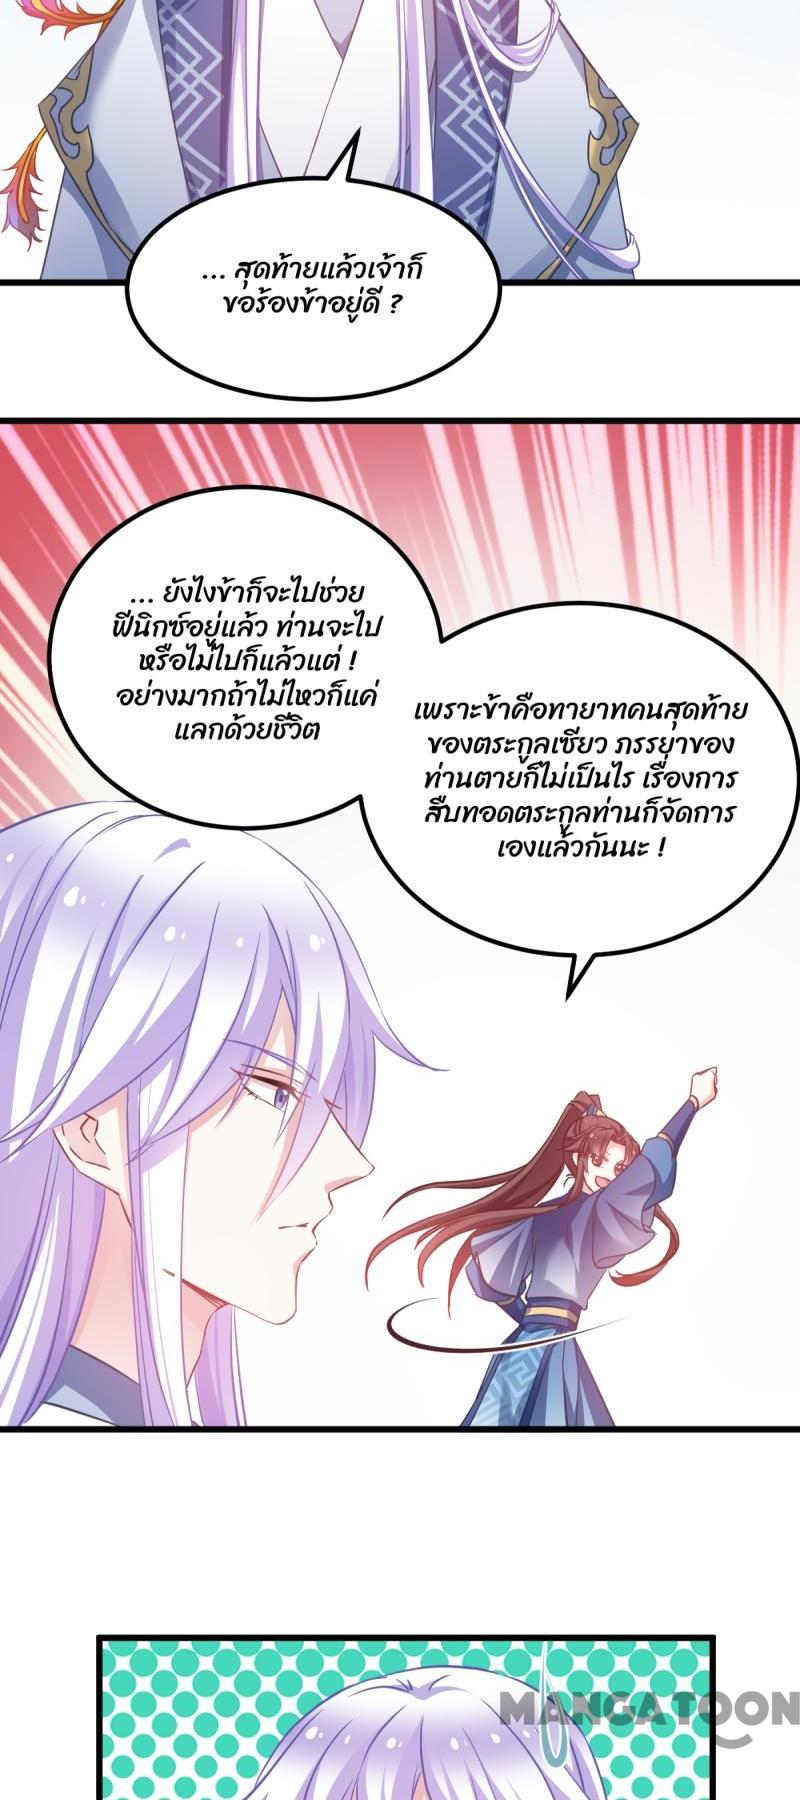 ... สุดท้ายแล้วเจ้าก็
ขอร้องข้าอยู่ดี ?
... ยังไงข้าก็จะไปช่วย
ฟีนิกซ์อยู่แล้ว ท่านจะไป
หรือไม่ไปก็แล้วแต่ !
อย่างมากถ้าไม่ไหวก็แค่
แลกด้วยชีวิต
เพราะข้าคือทายาทคนสุดท้าย
ของตระกูลเซียว ภรรยาของ
ท่านตายก็ไม่เป็นไร เรื่องการ
สืบทอดตระกูลท่านก็จัดการ
เองแล้วกันนะ !
MANGATOON